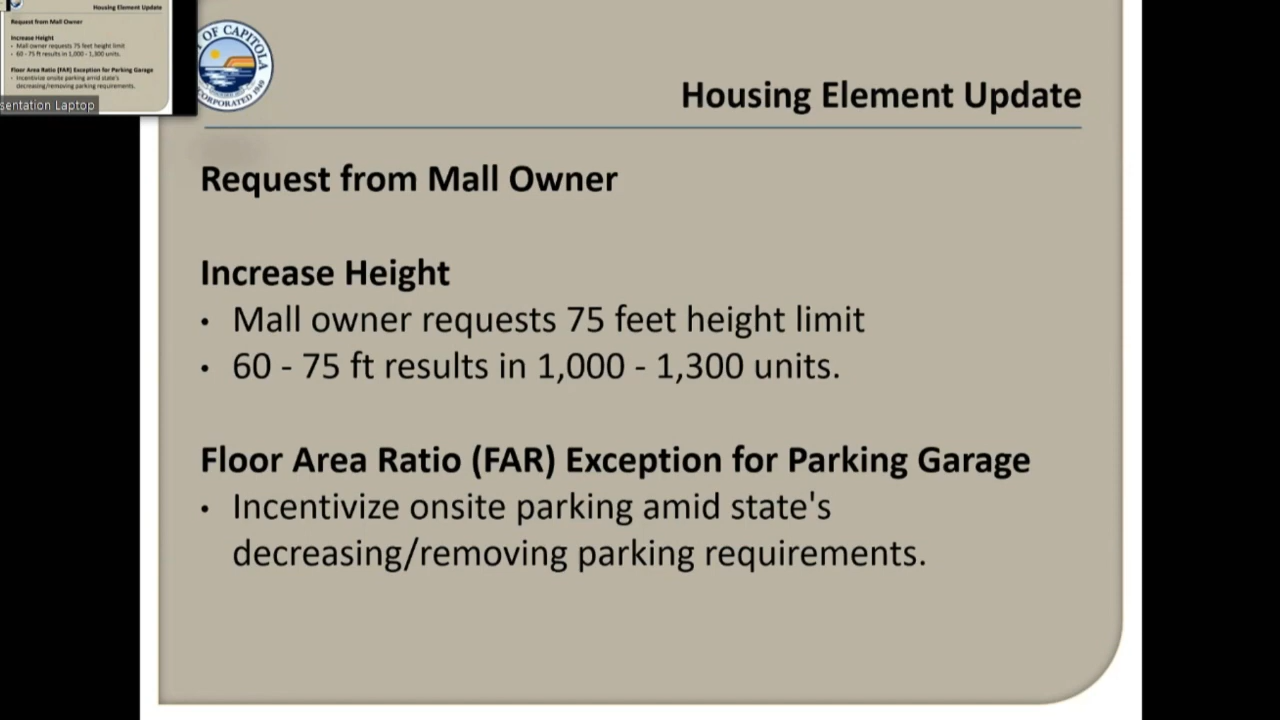 Housing Element Update
Request from Mall Owner
Increase Height
• Mall owner requests 75 feet height limit
• 60 - 75 ft results in 1,000 - 1,300 units.
Floor Area Ratio (FAR) Exception for Parking Garage
• Incentivize onsite parking amid state's
decreasing/removing parking requirements.
sentation Laptop
OF CAPITOLA
CORPORATED 1949
Housing Element Update
Request from Mall Owner
Increase Height
• Mall owner requests 75 feet height limit
• 60 - 75 ft results in 1,000 - 1,300 units.
Floor Area Ratio (FAR) Exception for Parking Garage
• Incentivize onsite parking amid state's
decreasing/removing parking requirements.